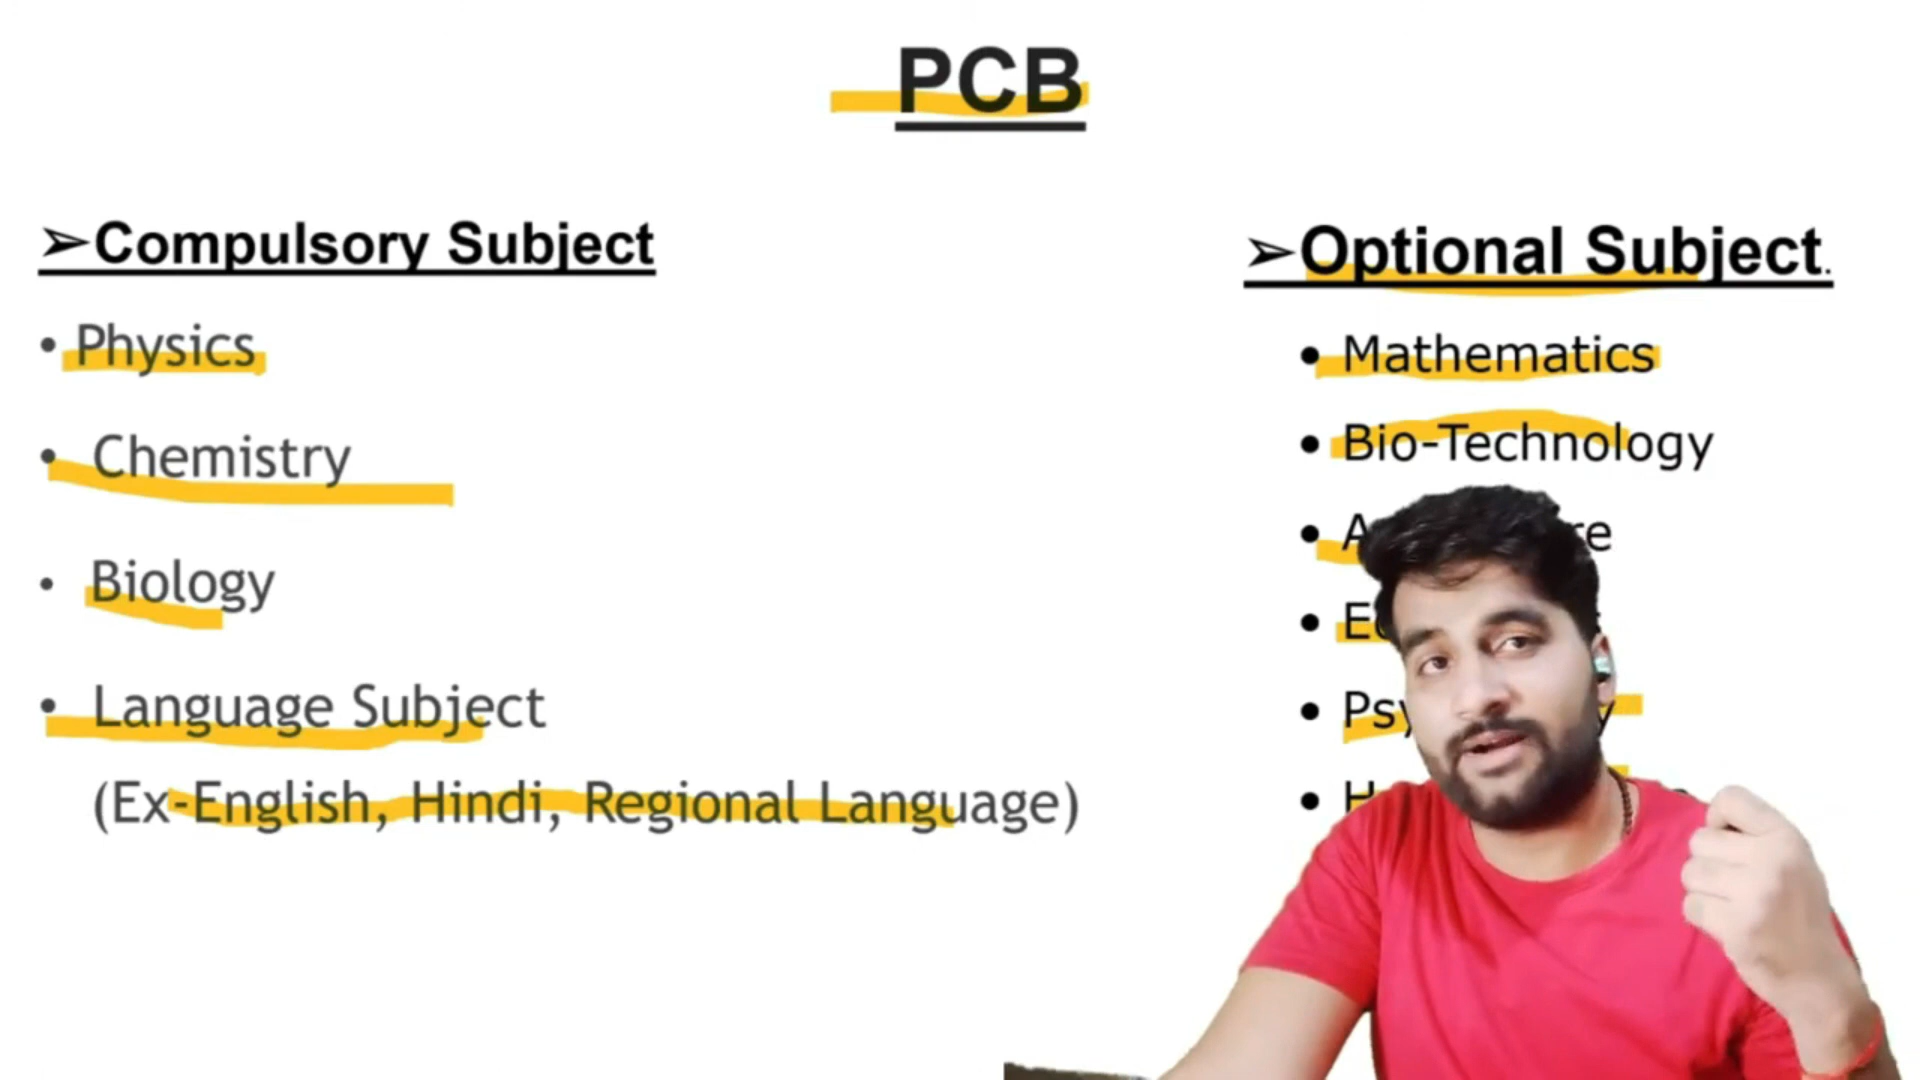 PCB
➢Compulsory Subject
• Physics
• Chemistry
• Biology
• Language Subject
(Ex-English, Hindi, Regional Language)
➢Optional Subject.
• Mathematics
• Bio-Technology